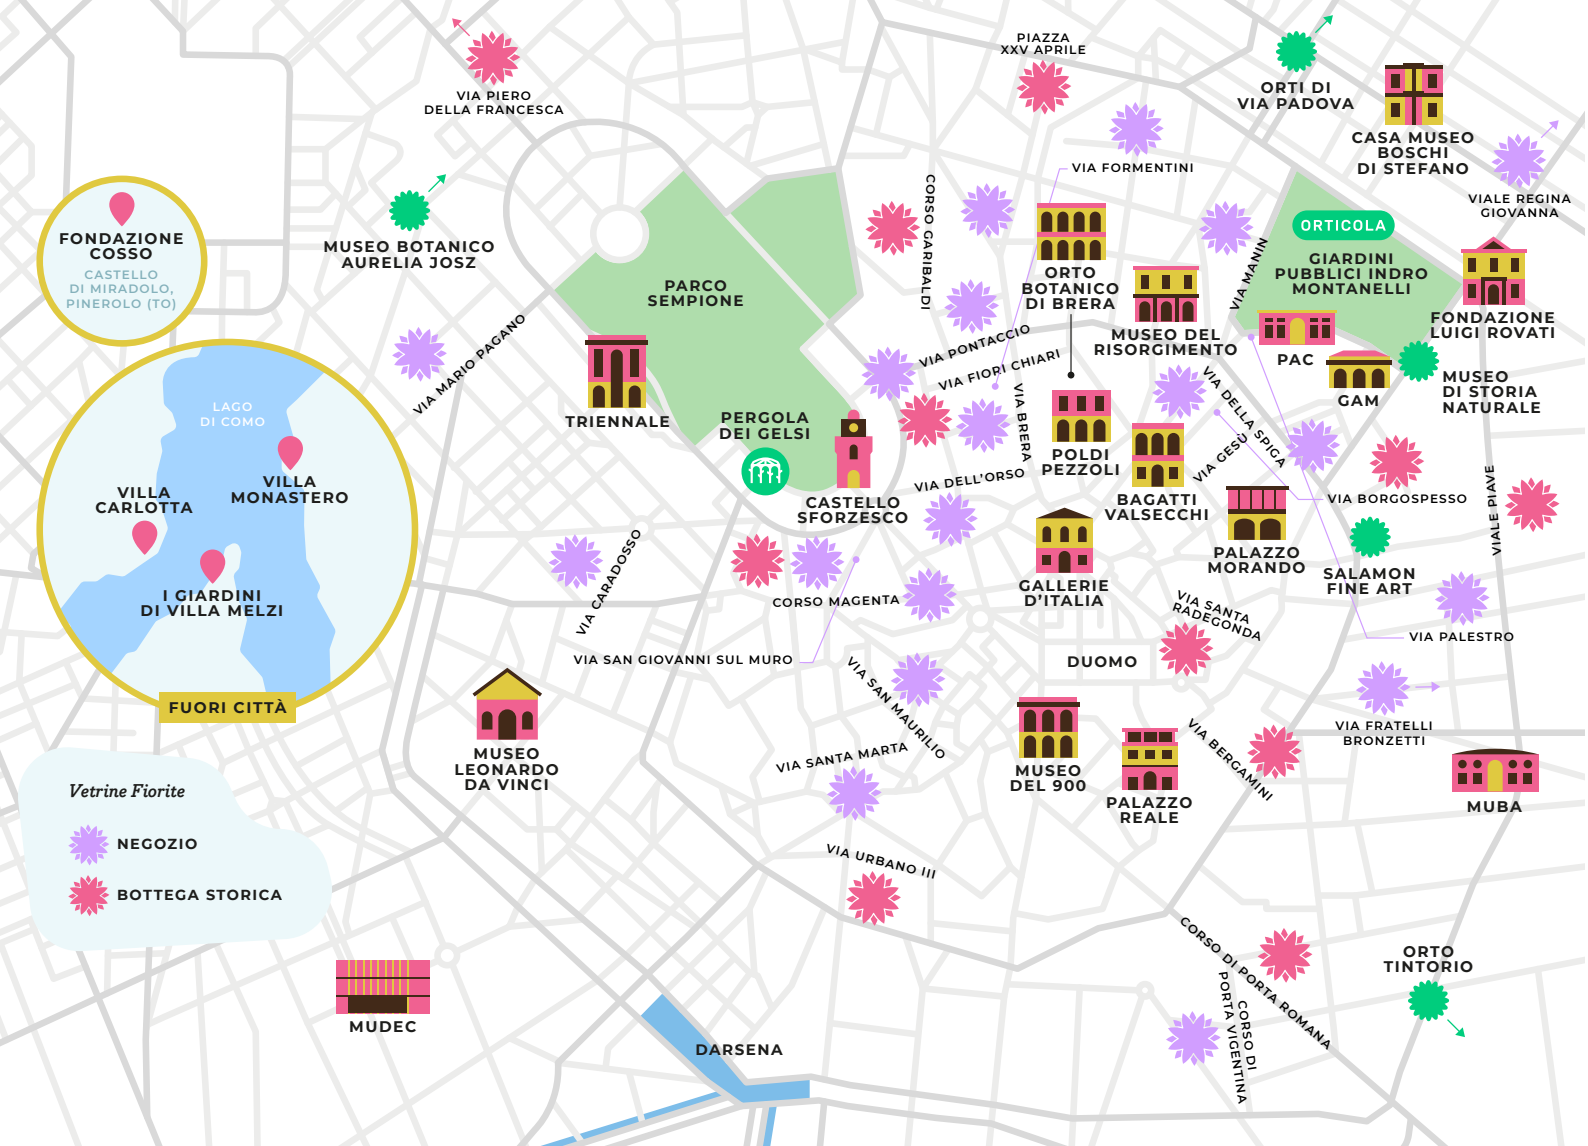 PIAZZA
XXV APRILE
VIA PIERO
DELLA FRANCESCA
ORTI DI
VIA PADOVA
CASA MUSEO
BOSCHI
DI STEFANO
VIALE REGINA
GIOVANNA
VIA FORMENTINI
CORSO GARIBALDI
FONDAZIONE
COSSO
CASTELLO
DI MIRADOLO,
PINEROLO (TO)
MUSEO BOTANICO
AURELIA JOSZ
PARCO
SEMPIONE
ORTO
BOTANICO
DI BRERA
VIA MANIN
ORTICOLA
GIARDINI
PUBBLICI INDRO
MONTANELLI
FONDAZIONE
LUIGI ROVATI
MUSEO DEL
RISORGIMENTO
PAC
GAM
MUSEO
DI STORIA
NATURALE
VIA MARIO PAGANO
TRIENNALE
PERGOLA
DEI GELSI
CASTELLO
SFORZESCO
VIA PONTACCIO
VIA FIORI CHIARI
VIA BRERA
VIA DELL'ORSO
POLDI
PEZZOLI
BAGATTI
VALSECCHI
VIA DELLA SPIGA
VIA GESÙ
VIA BORGOSPESSO
VIALE PIAVE
LAGO
DI COMO
VILLA
MONASTERO
VILLA
CARLOTTA
I GIARDINI
DI VILLA MELZI
FUORI CITTÀ
VIA CARADOSSO
CORSO MAGENTA
VIA SAN GIOVANNI SUL MURO
GALLERIE
D'ITALIA
PALAZZO
MORANDO
SALAMON
FINE ART
VIA SANTA
RADEGONDA
VIA PALESTRO
DUOMO
VIA SAN MAURILIO
VIA SANTA MARTA
MUSEO
LEONARDO
DA VINCI
MUSEO
DEL 900
PALAZZO
REALE
VIA BERGAMINI
VIA FRATELLI
BRONZETTI
MUBA
Vetrine Fiorite
NEGOZIO
BOTTEGA STORICA
VIA URBANO III
MUDEC
DARSENA
CORSO DI PORTA ROMANA
CORSO DI
PORTA VIGENTINA
ORTO
TINTORIO